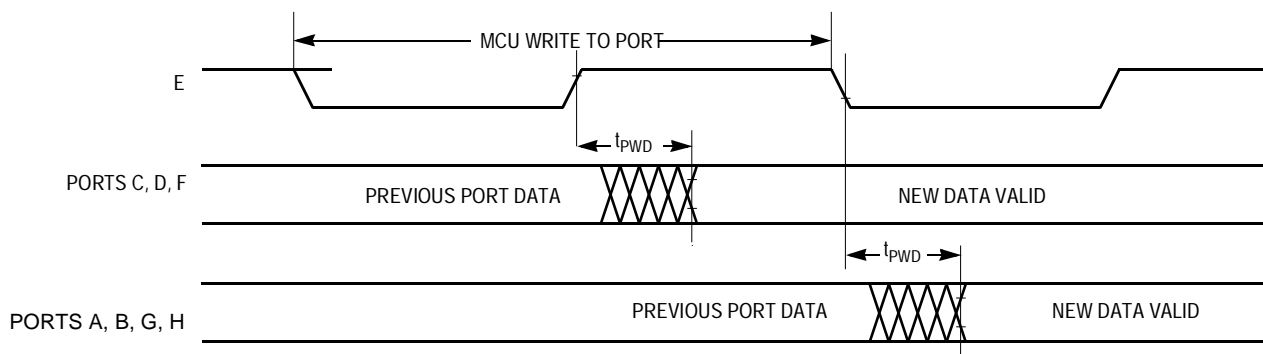 MCU WRITE TO PORT
E
tPWD
PORTS C, D, F
PREVIOUS PORT DATA
NEW DATA VALID
tPWD
PORTS A, B, G, H
PREVIOUS PORT DATA
NEW DATA VALID